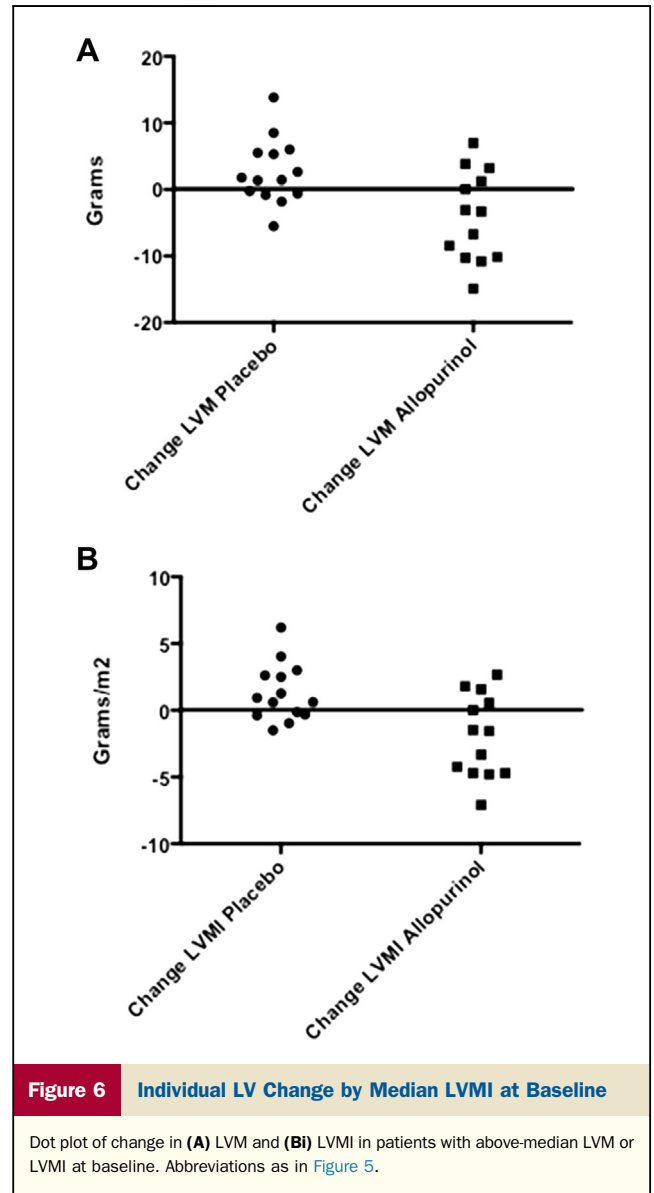 A
20
10
0
-10
-20
Grams
Change LVM Placebo
Change LVM Allopurinol
B
10
5
0
-5
-10
Grams/m2
Change LVMI Placebo
Change LVMI Allopurinol
Figure 6 Individual LV Change by Median LVMI at Baseline
Dot plot of change in (A) LVM and (Bi) LVMI in patients with above-median LVM or
LVMI at baseline. Abbreviations as in Figure 5.